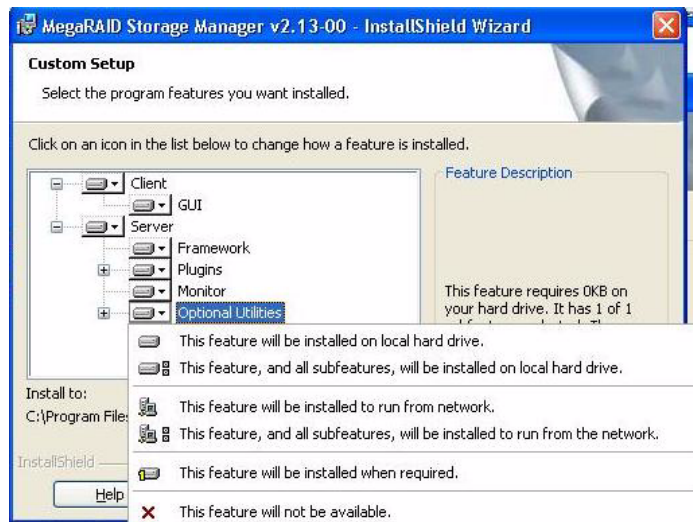 MegaRAID Storage Manager v2.13-00 - InstallShield Wizard
Custom Setup
Select the program features you want installed.
Click on an icon in the list below to change how a feature is installed.
Client
GUI
Server
Framework
Plugins
Monitor
Optional Utilities
Feature Description
This feature requires 0KB on
your hard drive. It has 1 of 1
This feature will be installed on local hard drive.
This feature, and all subfeatures, will be installed on local hard drive.
This feature will be installed to run from network.
This feature, and all subfeatures, will be installed to run from the network.
This feature will be installed when required.
This feature will not be available.
Install to:
C:\Program File
InstallShield
Help